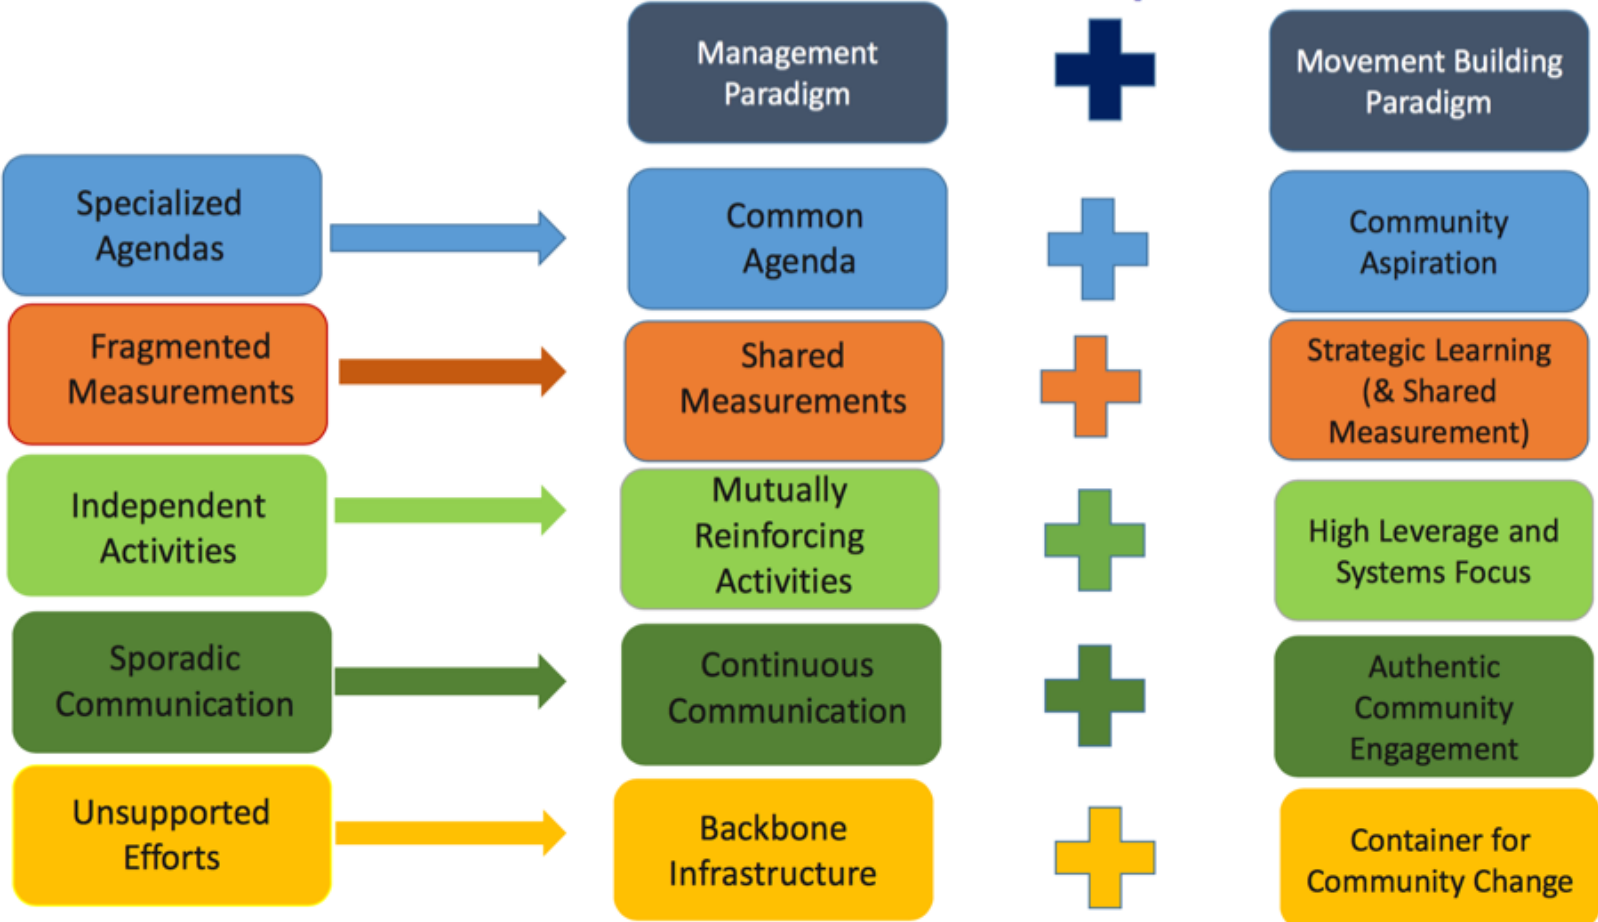 Management
Paradigm
Movement Building
Paradigm
Specialized
Agendas
Common
Agenda
Community
Aspiration
Fragmented
Measurements
Shared
Measurements
Strategic Learning
(& Shared
Measurement)
Independent
Activities
Mutually
Reinforcing
Activities
High Leverage and
Systems Focus
Sporadic
Communication
Continuous
Communication
Authentic
Community
Engagement
Unsupported
Efforts
Backbone
Infrastructure
Container for
Community Change